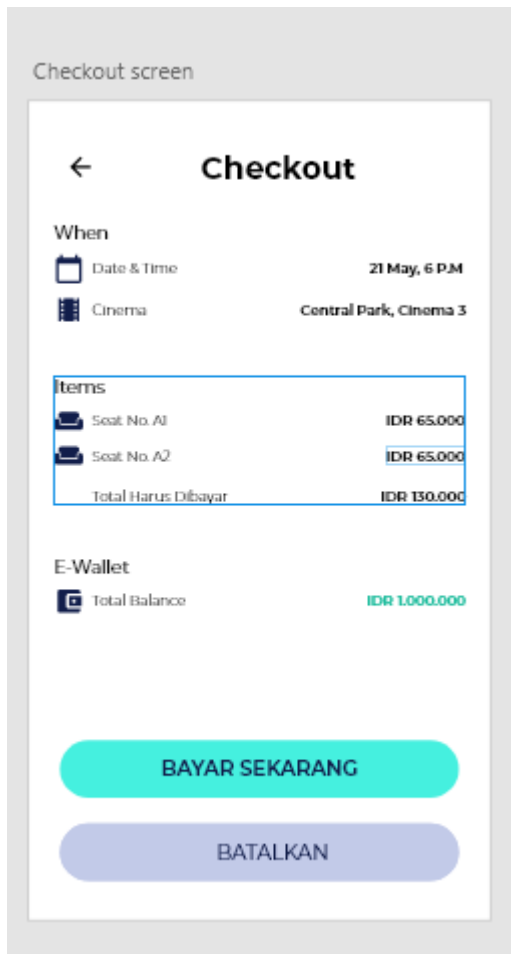 Checkout screen
Checkout
When
Date & Time 21 May, 6 P.M
Cinema Central Park, Cinema 3
Items
Seat No. A1 IDR 65.000
Seat No. A2 IDR 65.000
Total Harus Dibayar IDR 130.000
E-Wallet
Total Balance IDR 1.000.000
BAYAR SEKARANG
BATALKAN